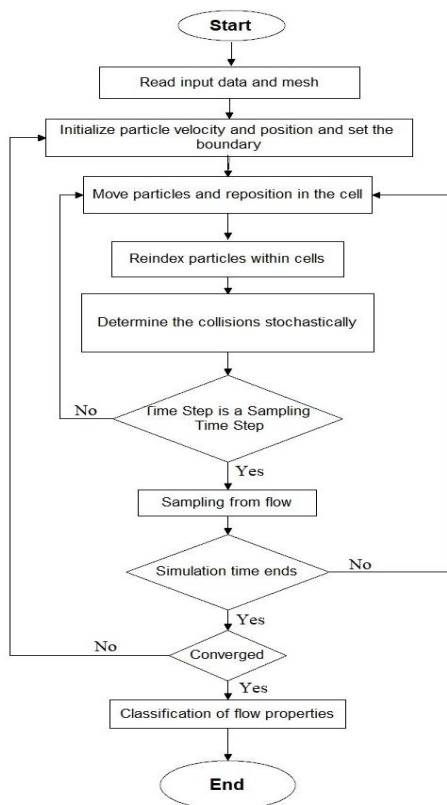 Start
Read input data and mesh
Initialize particle velocity and position and set the
boundary
Move particles and reposition in the cell
Reindex particles within cells
Determine the collisions stochastically
Time Step is a Sampling
Time Step
No
Yes
Sampling from flow
Simulation time ends
No
Yes
Converged
No
Yes
Classification of flow properties
End